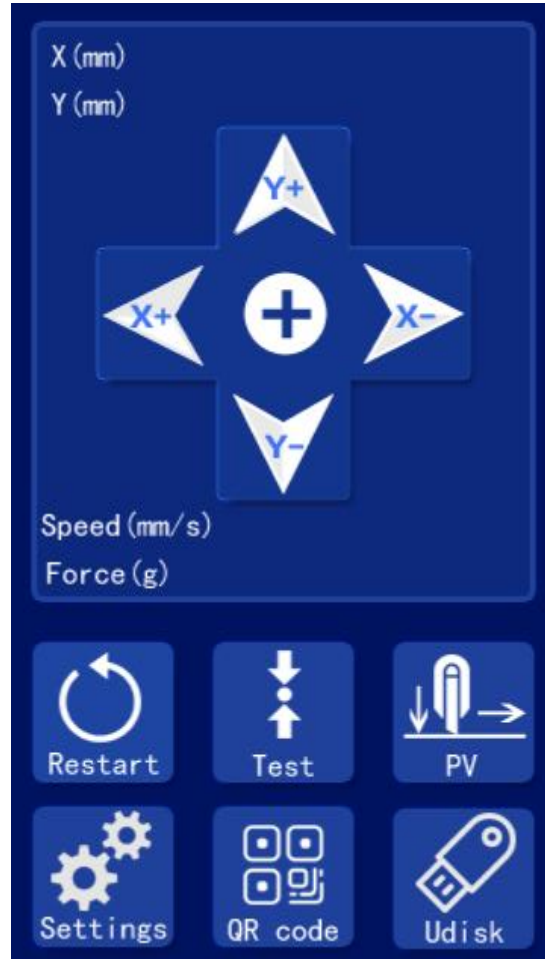 X(mm)
Y(mm)
Y+
X+
X-
Y-
Speed(mm/s)
Force(g)
Restart
Test
PV
Settings
QR code
Udisk